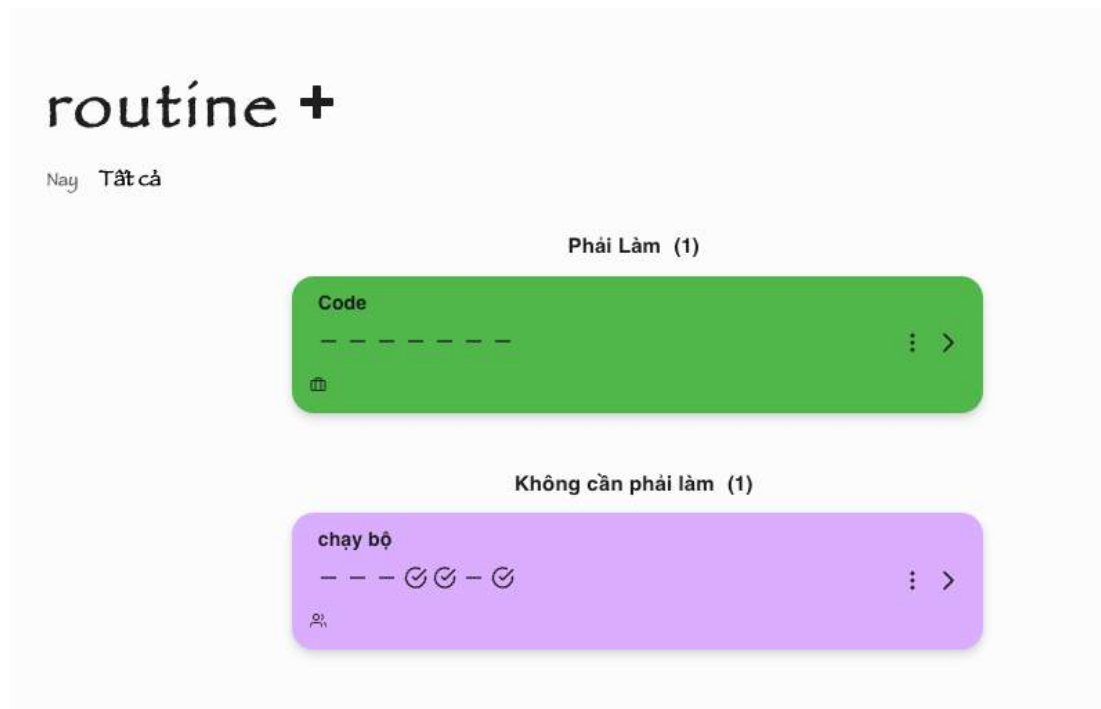 routine +
Nay Tất cả
Phải Làm (1)
Code
Không cần phải làm (1)
chạy bộ